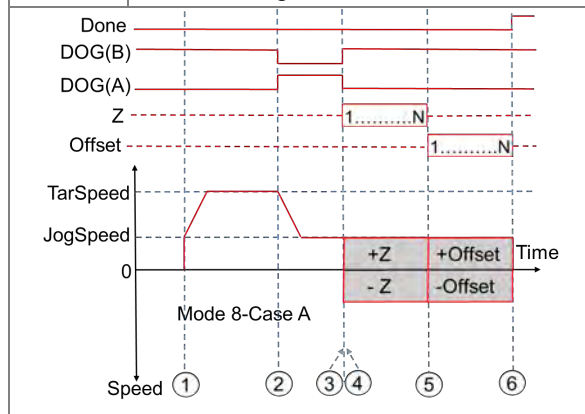 Done
DOG(B)
DOG(A)
Z
1..........N
Offset
1..........N
TarSpeed
JogSpeed
+Z
+Offset
Time
0
- Z
-Offset
Mode 8-Case A
Speed
1
2
3
4
5
6